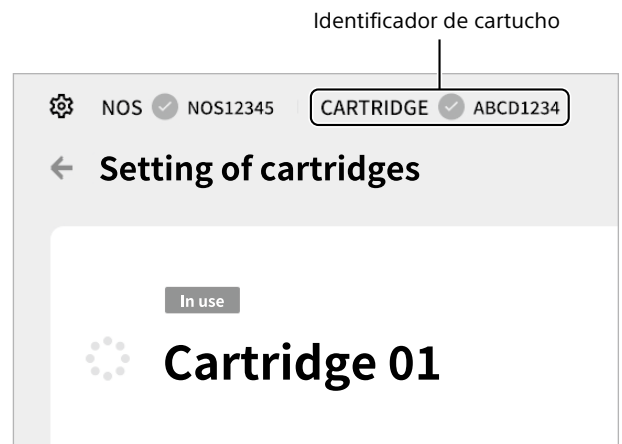 Identificador de cartucho
NOS NOS12345 CARTRIDGE ABCD1234
Setting of cartridges
In use
Cartridge 01